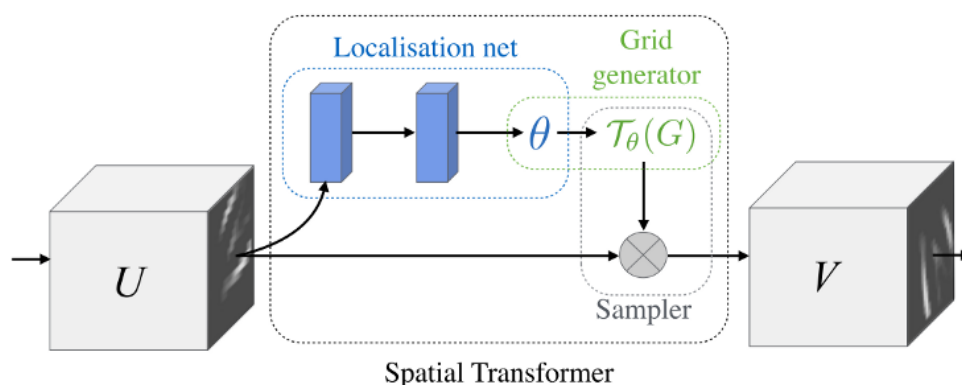 Localisation net
Grid
generator
θ
𝒯θ(G)
U
V
Sampler
Spatial Transformer